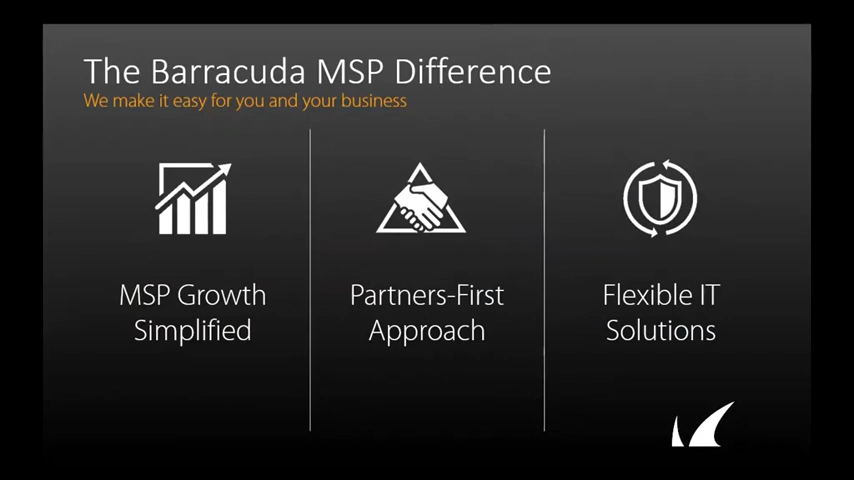 The Barracuda MSP Difference
We make it easy for you and your business
MSP Growth
Simplified
Partners-First
Approach
Flexible IT
Solutions